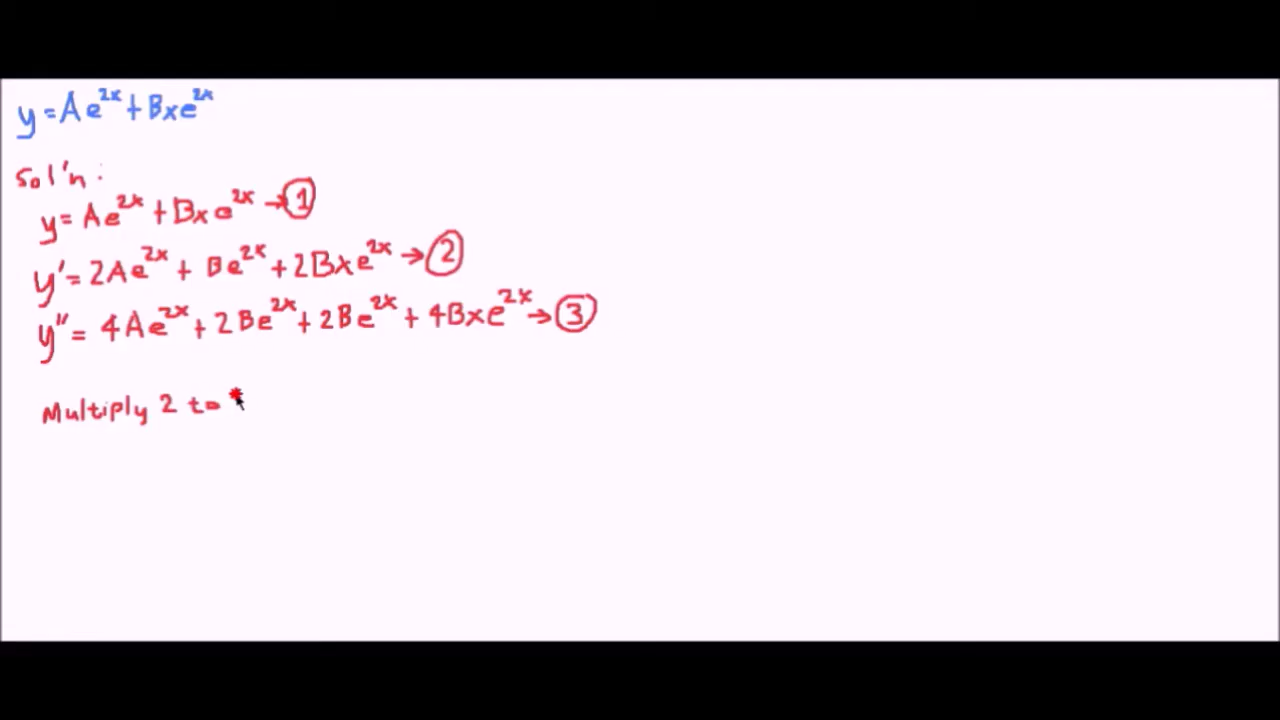 y = Ae^{2x} + Bxe^{2x}
Sol'n :
y = Ae^{2x} + Bxe^{2x} → ①
y' = 2Ae^{2x} + Be^{2x} + 2Bxe^{2x} → ②
y'' = 4Ae^{2x} + 2Be^{2x} + 2Be^{2x} + 4Bxe^{2x} → ③
Multiply 2 to